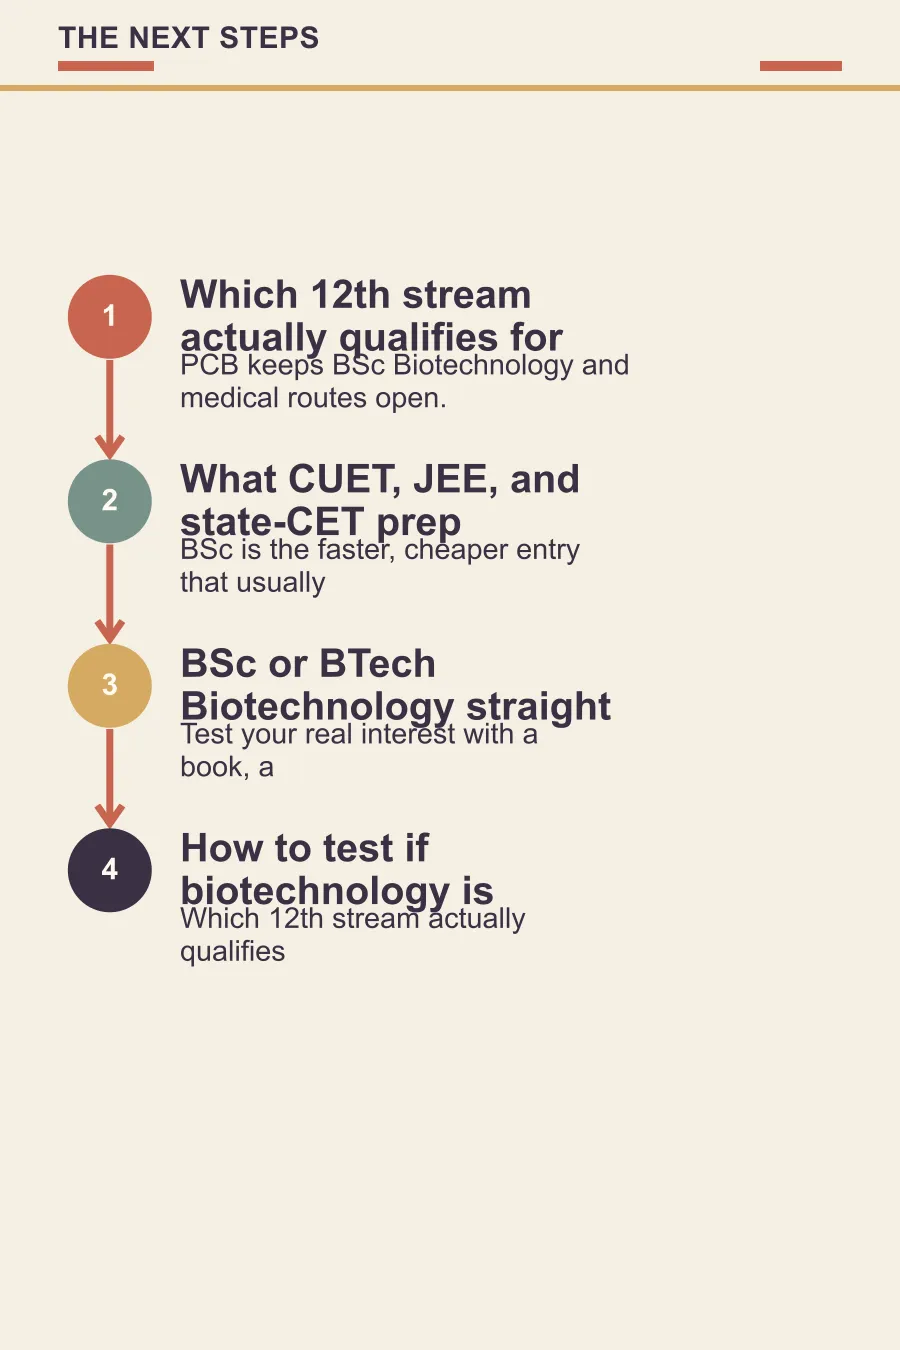 THE NEXT STEPS
1
Which 12th stream
actually qualifies for
PCB keeps BSc Biotechnology and
medical routes open.
2
What CUET, JEE, and
state-CET prep
BSc is the faster, cheaper entry
that usually
3
BSc or BTech
Biotechnology straight
Test your real interest with a
book, a
4
How to test if
biotechnology is
Which 12th stream actually
qualifies